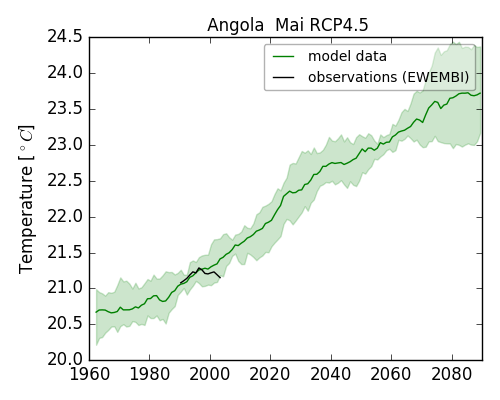 Angola  Mai RCP4.5
model data
observations (EWEMBI)
Temperature [°C]
24.5
24.0
23.5
23.0
22.5
22.0
21.5
21.0
20.5
20.0
1960 1980 2000 2020 2040 2060 2080